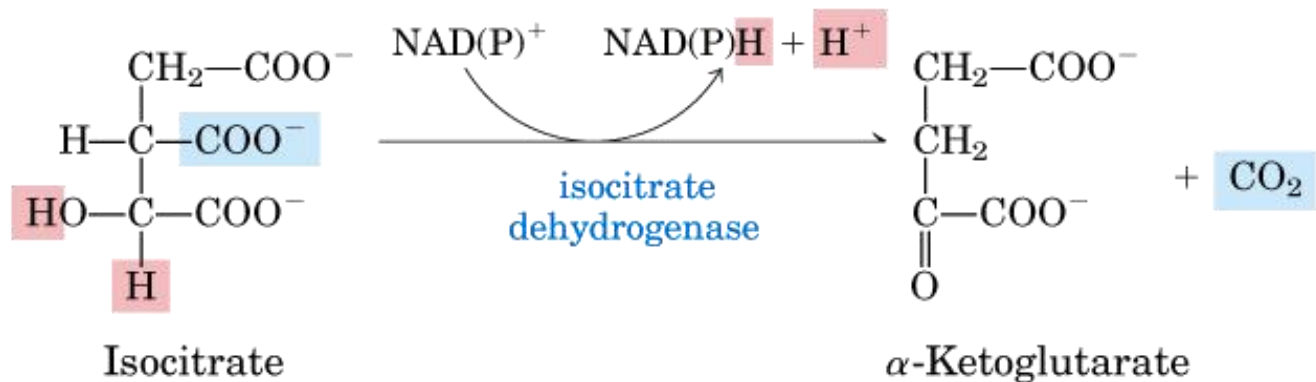 NAD(P)⁺ NAD(P)H + H⁺
CH₂—COO⁻
H—C—COO⁻
HO—C—COO⁻
H
Isocitrate
isocitrate
dehydrogenase
CH₂—COO⁻
CH₂
C—COO⁻
O
α-Ketoglutarate
+ CO₂